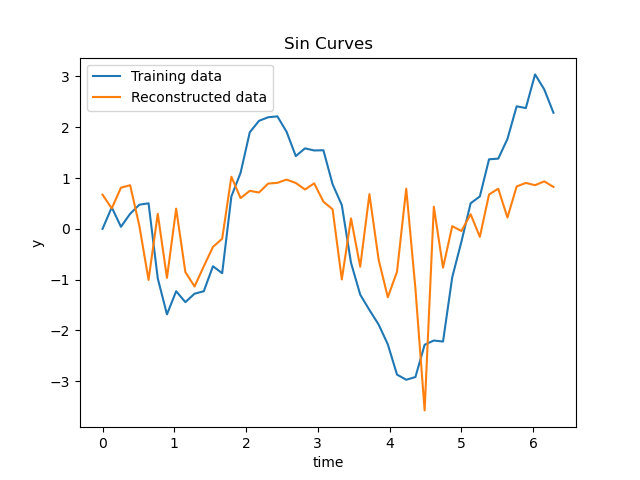 Sin Curves
Training data
Reconstructed data
3
2
1
0
−1
−2
−3
y
0 1 2 3 4 5 6
time